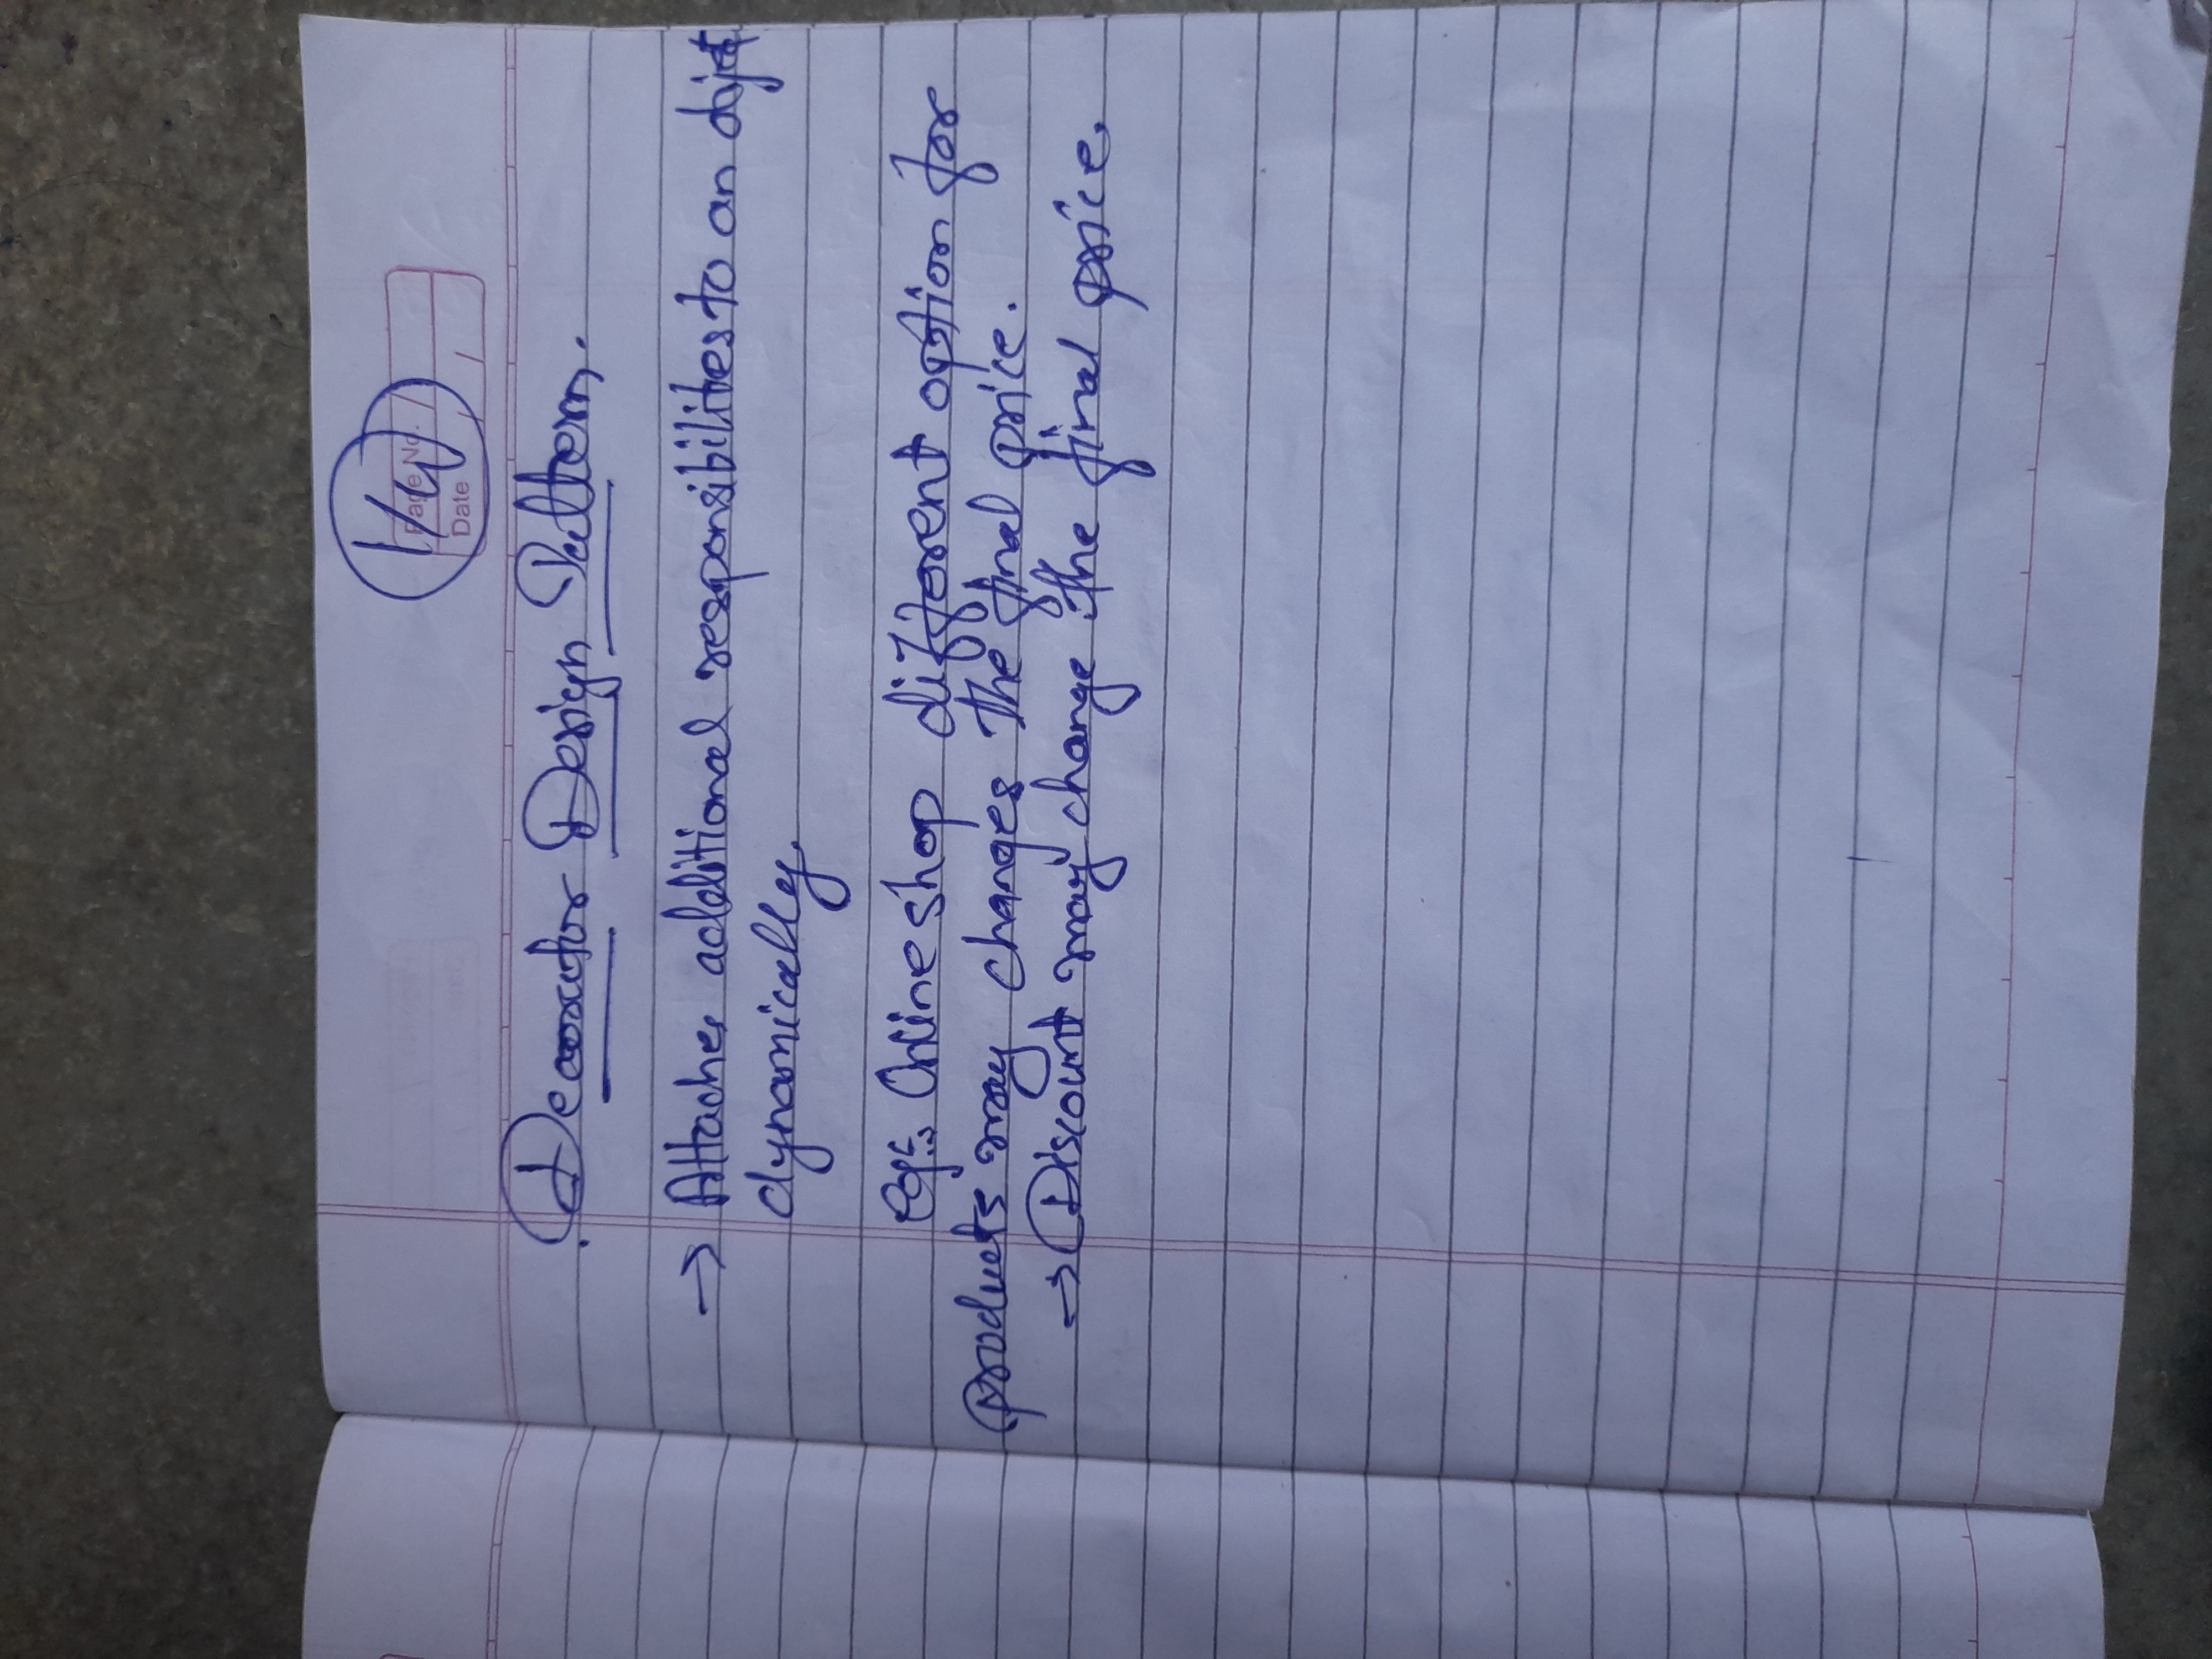 H/W
Page No.
Date
Decorator Design Pattern.
→ Attaches additional responsibilites to an object
dynamically.
eg:- Online shop different option for
products may changes the final price.
→ Discount may change the final price.